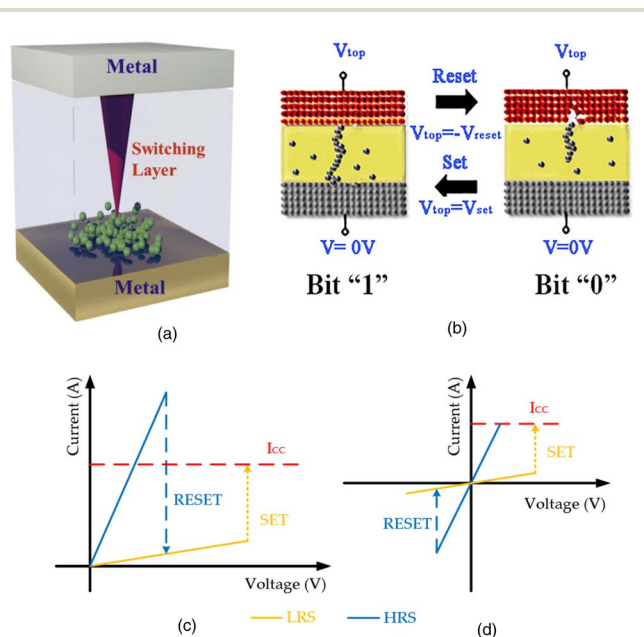 Metal
Switching
Layer
Metal
(a)
Vtop
Reset
Vtop=-Vreset
Set
Vtop=Vset
V= 0V
Bit “1”
Vtop
V=0V
Bit “0”
(b)
Current (A)
Icc
RESET
SET
Voltage (V)
(c)
Current (A)
Icc
SET
Voltage (V)
RESET
(d)
LRS
HRS